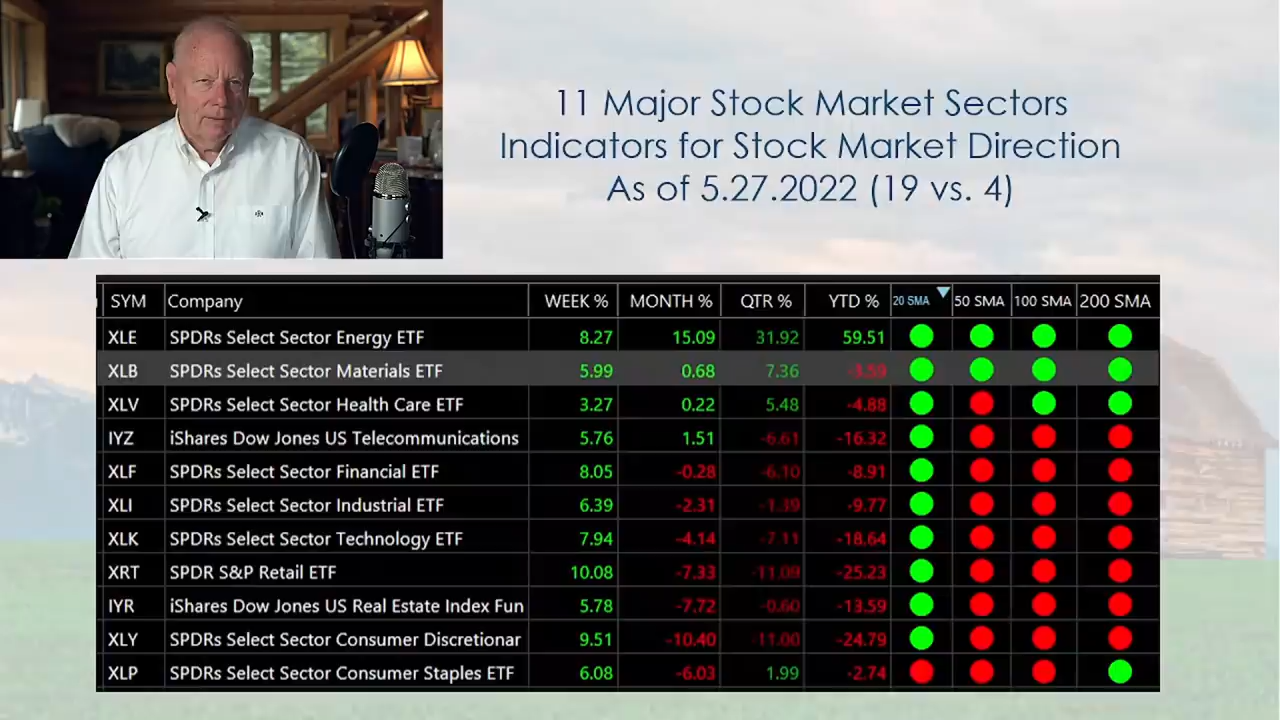 11 Major Stock Market Sectors
Indicators for Stock Market Direction
As of 5.27.2022 (19 vs. 4)
SYM Company WEEK % MONTH % QTR % YTD % 20 SMA 50 SMA 100 SMA 200 SMA
XLE SPDRs Select Sector Energy ETF 8.27 15.09 31.92 59.51
XLB SPDRs Select Sector Materials ETF 5.99 0.68 7.36 -3.59
XLV SPDRs Select Sector Health Care ETF 3.27 0.22 5.48 -4.88
IYZ iShares Dow Jones US Telecommunications 5.76 1.51 -6.61 -16.32
XLF SPDRs Select Sector Financial ETF 8.05 -0.28 -6.10 -8.91
XLI SPDRs Select Sector Industrial ETF 6.39 -2.31 -1.39 -9.77
XLK SPDRs Select Sector Technology ETF 7.94 -4.14 -7.11 -18.64
XRT SPDR S&P Retail ETF 10.08 -7.33 -11.09 -25.23
IYR iShares Dow Jones US Real Estate Index Fun 5.78 -7.72 -0.60 -13.59
XLY SPDRs Select Sector Consumer Discretionar 9.51 -10.40 -11.00 -24.79
XLP SPDRs Select Sector Consumer Staples ETF 6.08 -6.03 1.99 -2.74